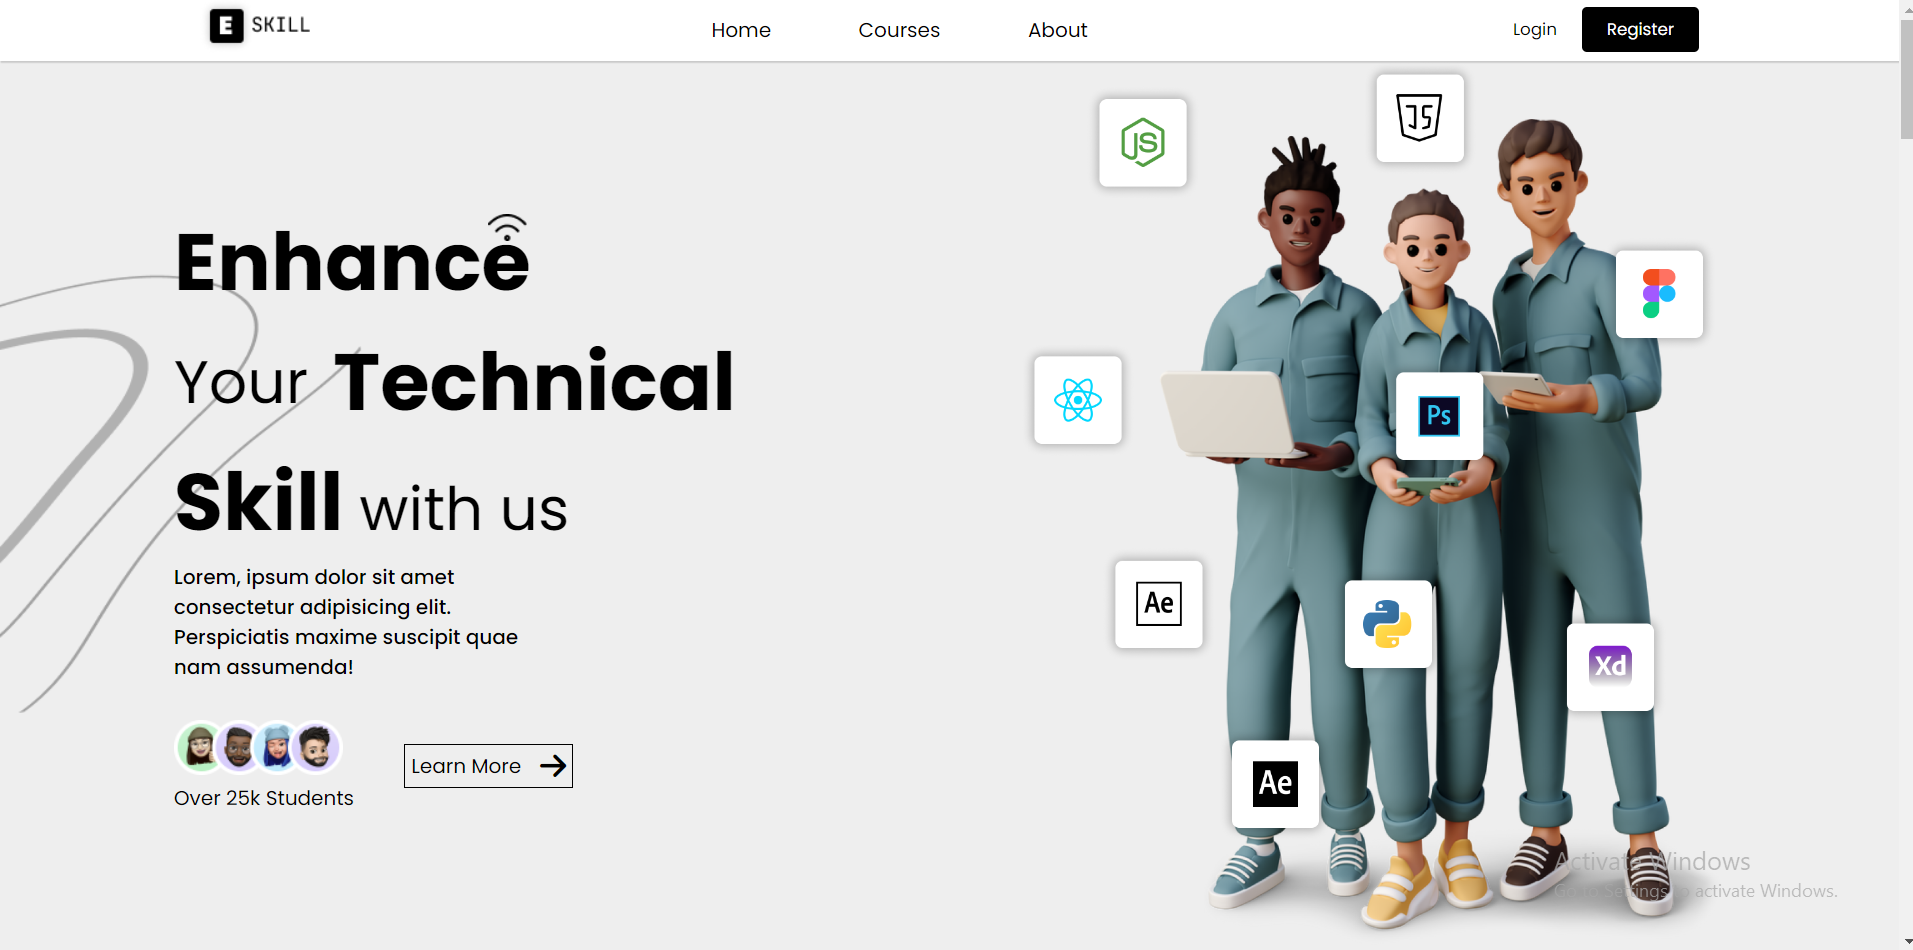 E SKILL
Home
Courses
About
Login
Register
Enhance
Your Technical
Skill with us
Lorem, ipsum dolor sit amet
consectetur adipisicing elit.
Perspiciatis maxime suscipit quae
nam assumenda!
Over 25k Students
Learn More
JS
JS
Ps
Ae
Xd
Ae
Activate Windows
Go to Settings to activate Windows.